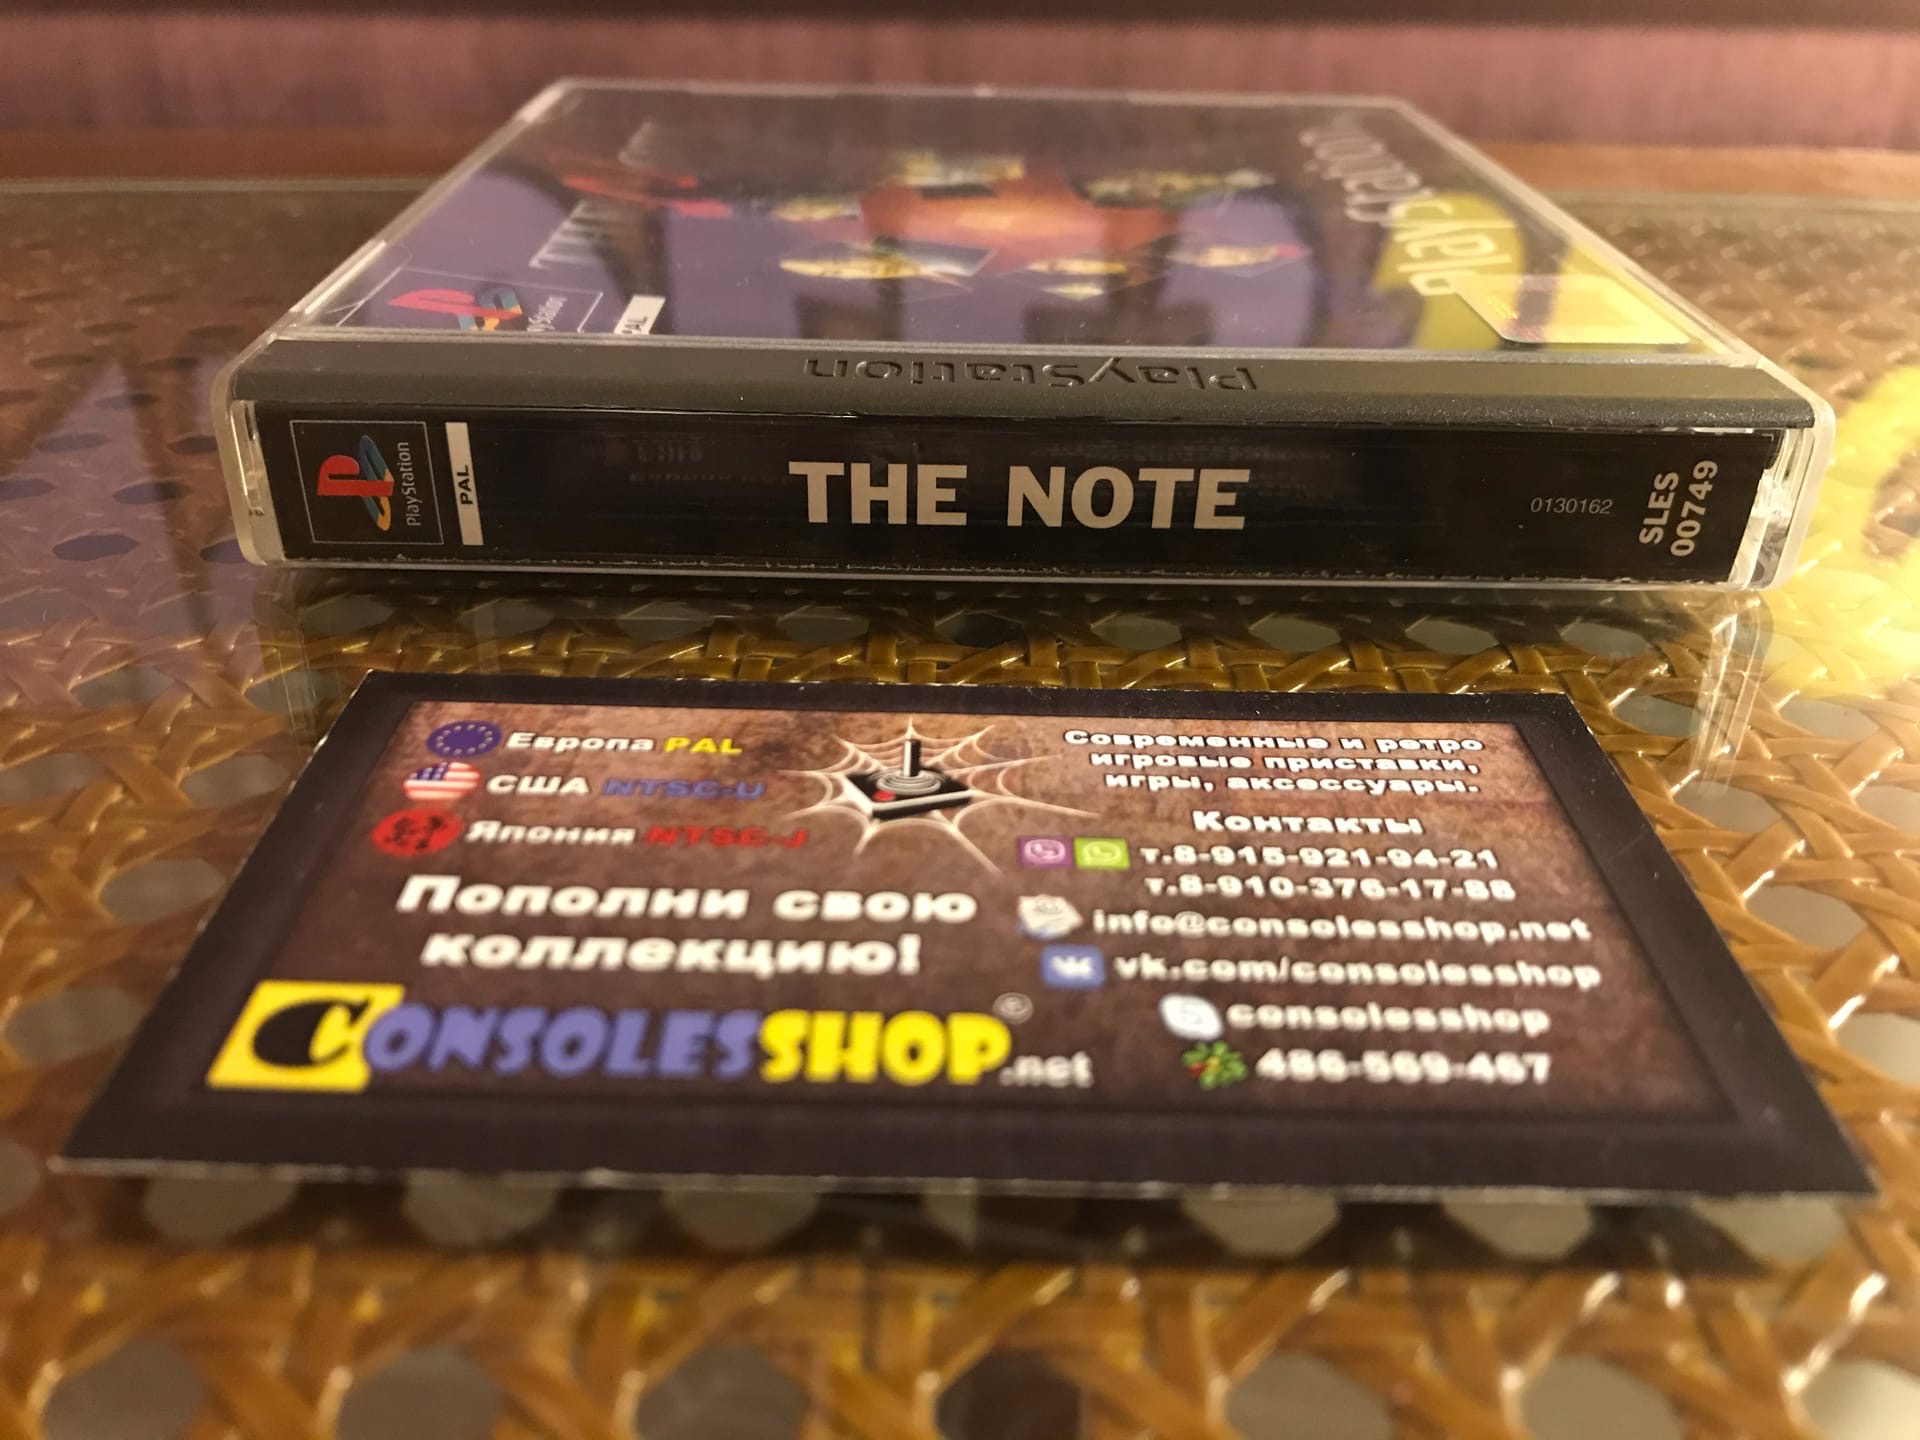 PlayStation
PAL
PlayStation
PlayStation
PAL
THE NOTE
0130162
SLES
00749
Европа PAL
США NTSC-U
Япония NTSC-J
Пополни свою
коллекцию!
CONSOLESSHOP®.net
Современные и ретро
игровые приставки,
игры, аксессуары.
Контакты
т.8-915-921-94-21
т.8-910-376-17-88
info@consolesshop.net
vk.com/consolesshop
consolesshop
486-569-467